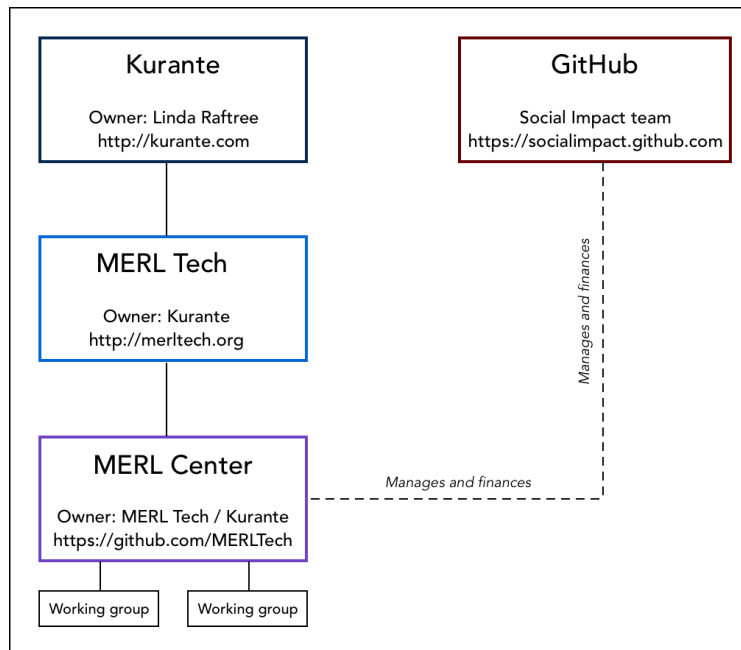 Kurante
Owner: Linda Raftree
http://kurante.com
GitHub
Social Impact team
https://socialimpact.github.com
Manages and finances
MERL Tech
Owner: Kurante
http://merltech.org
MERL Center
Owner: MERL Tech / Kurante
https://github.com/MERLTech
Manages and finances
Working group
Working group